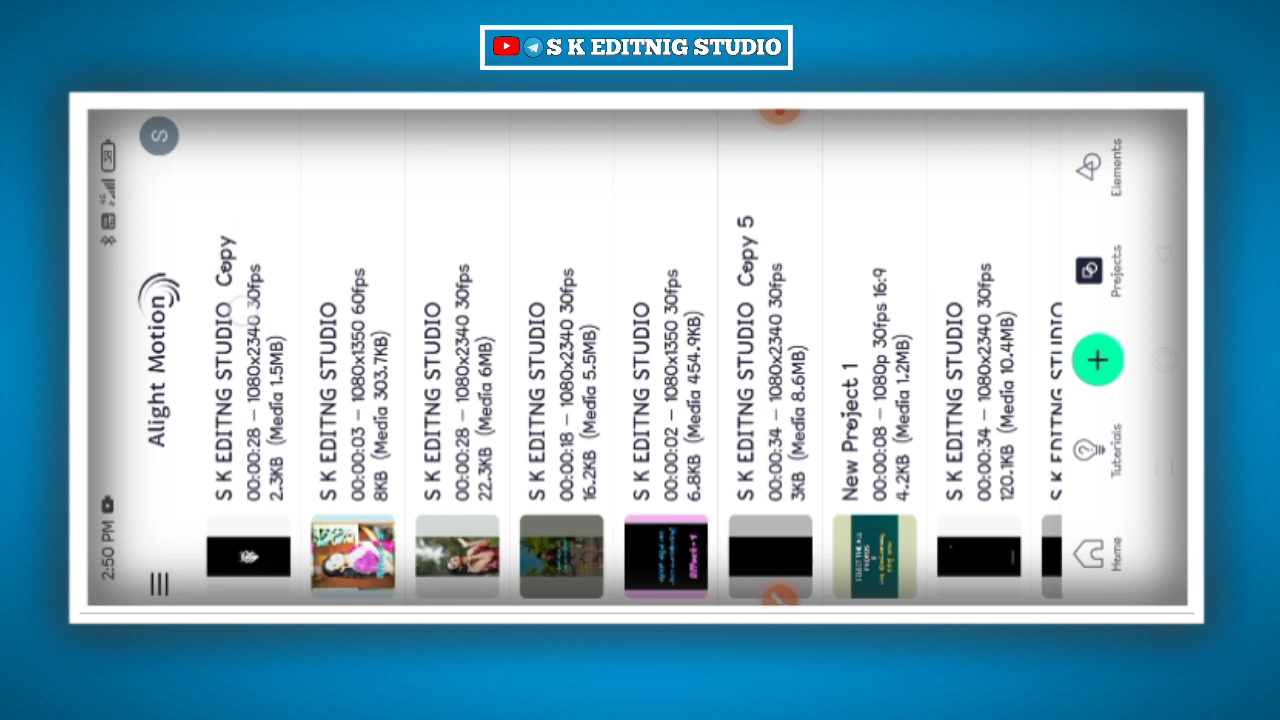 S K EDITNIG STUDIO
2:50 PM
4G
38
Alight Motion
S
S K EDITNG STUDIO Copy
00:00:28 – 1080x2340 30fps
2.3KB (Media 1.5MB)
S K EDITNG STUDIO
00:00:03 – 1080x1350 60fps
8KB (Media 303.7KB)
S K EDITNG STUDIO
00:00:28 – 1080x2340 30fps
22.3KB (Media 6MB)
S K EDITNG STUDIO
00:00:18 – 1080x2340 30fps
16.2KB (Media 5.5MB)
S K EDITNG STUDIO
00:00:02 – 1080x1350 30fps
6.8KB (Media 454.9KB)
S K EDITNG STUDIO Copy 5
00:00:34 – 1080x2340 30fps
3KB (Media 8.6MB)
New Project 1
00:00:08 – 1080p 30fps 16:9
4.2KB (Media 1.2MB)
S K EDITNG STUDIO
00:00:34 – 1080x2340 30fps
120.1KB (Media 10.4MB)
S K EDITNG STUDIO
Home
Tutorials
Projects
Elements